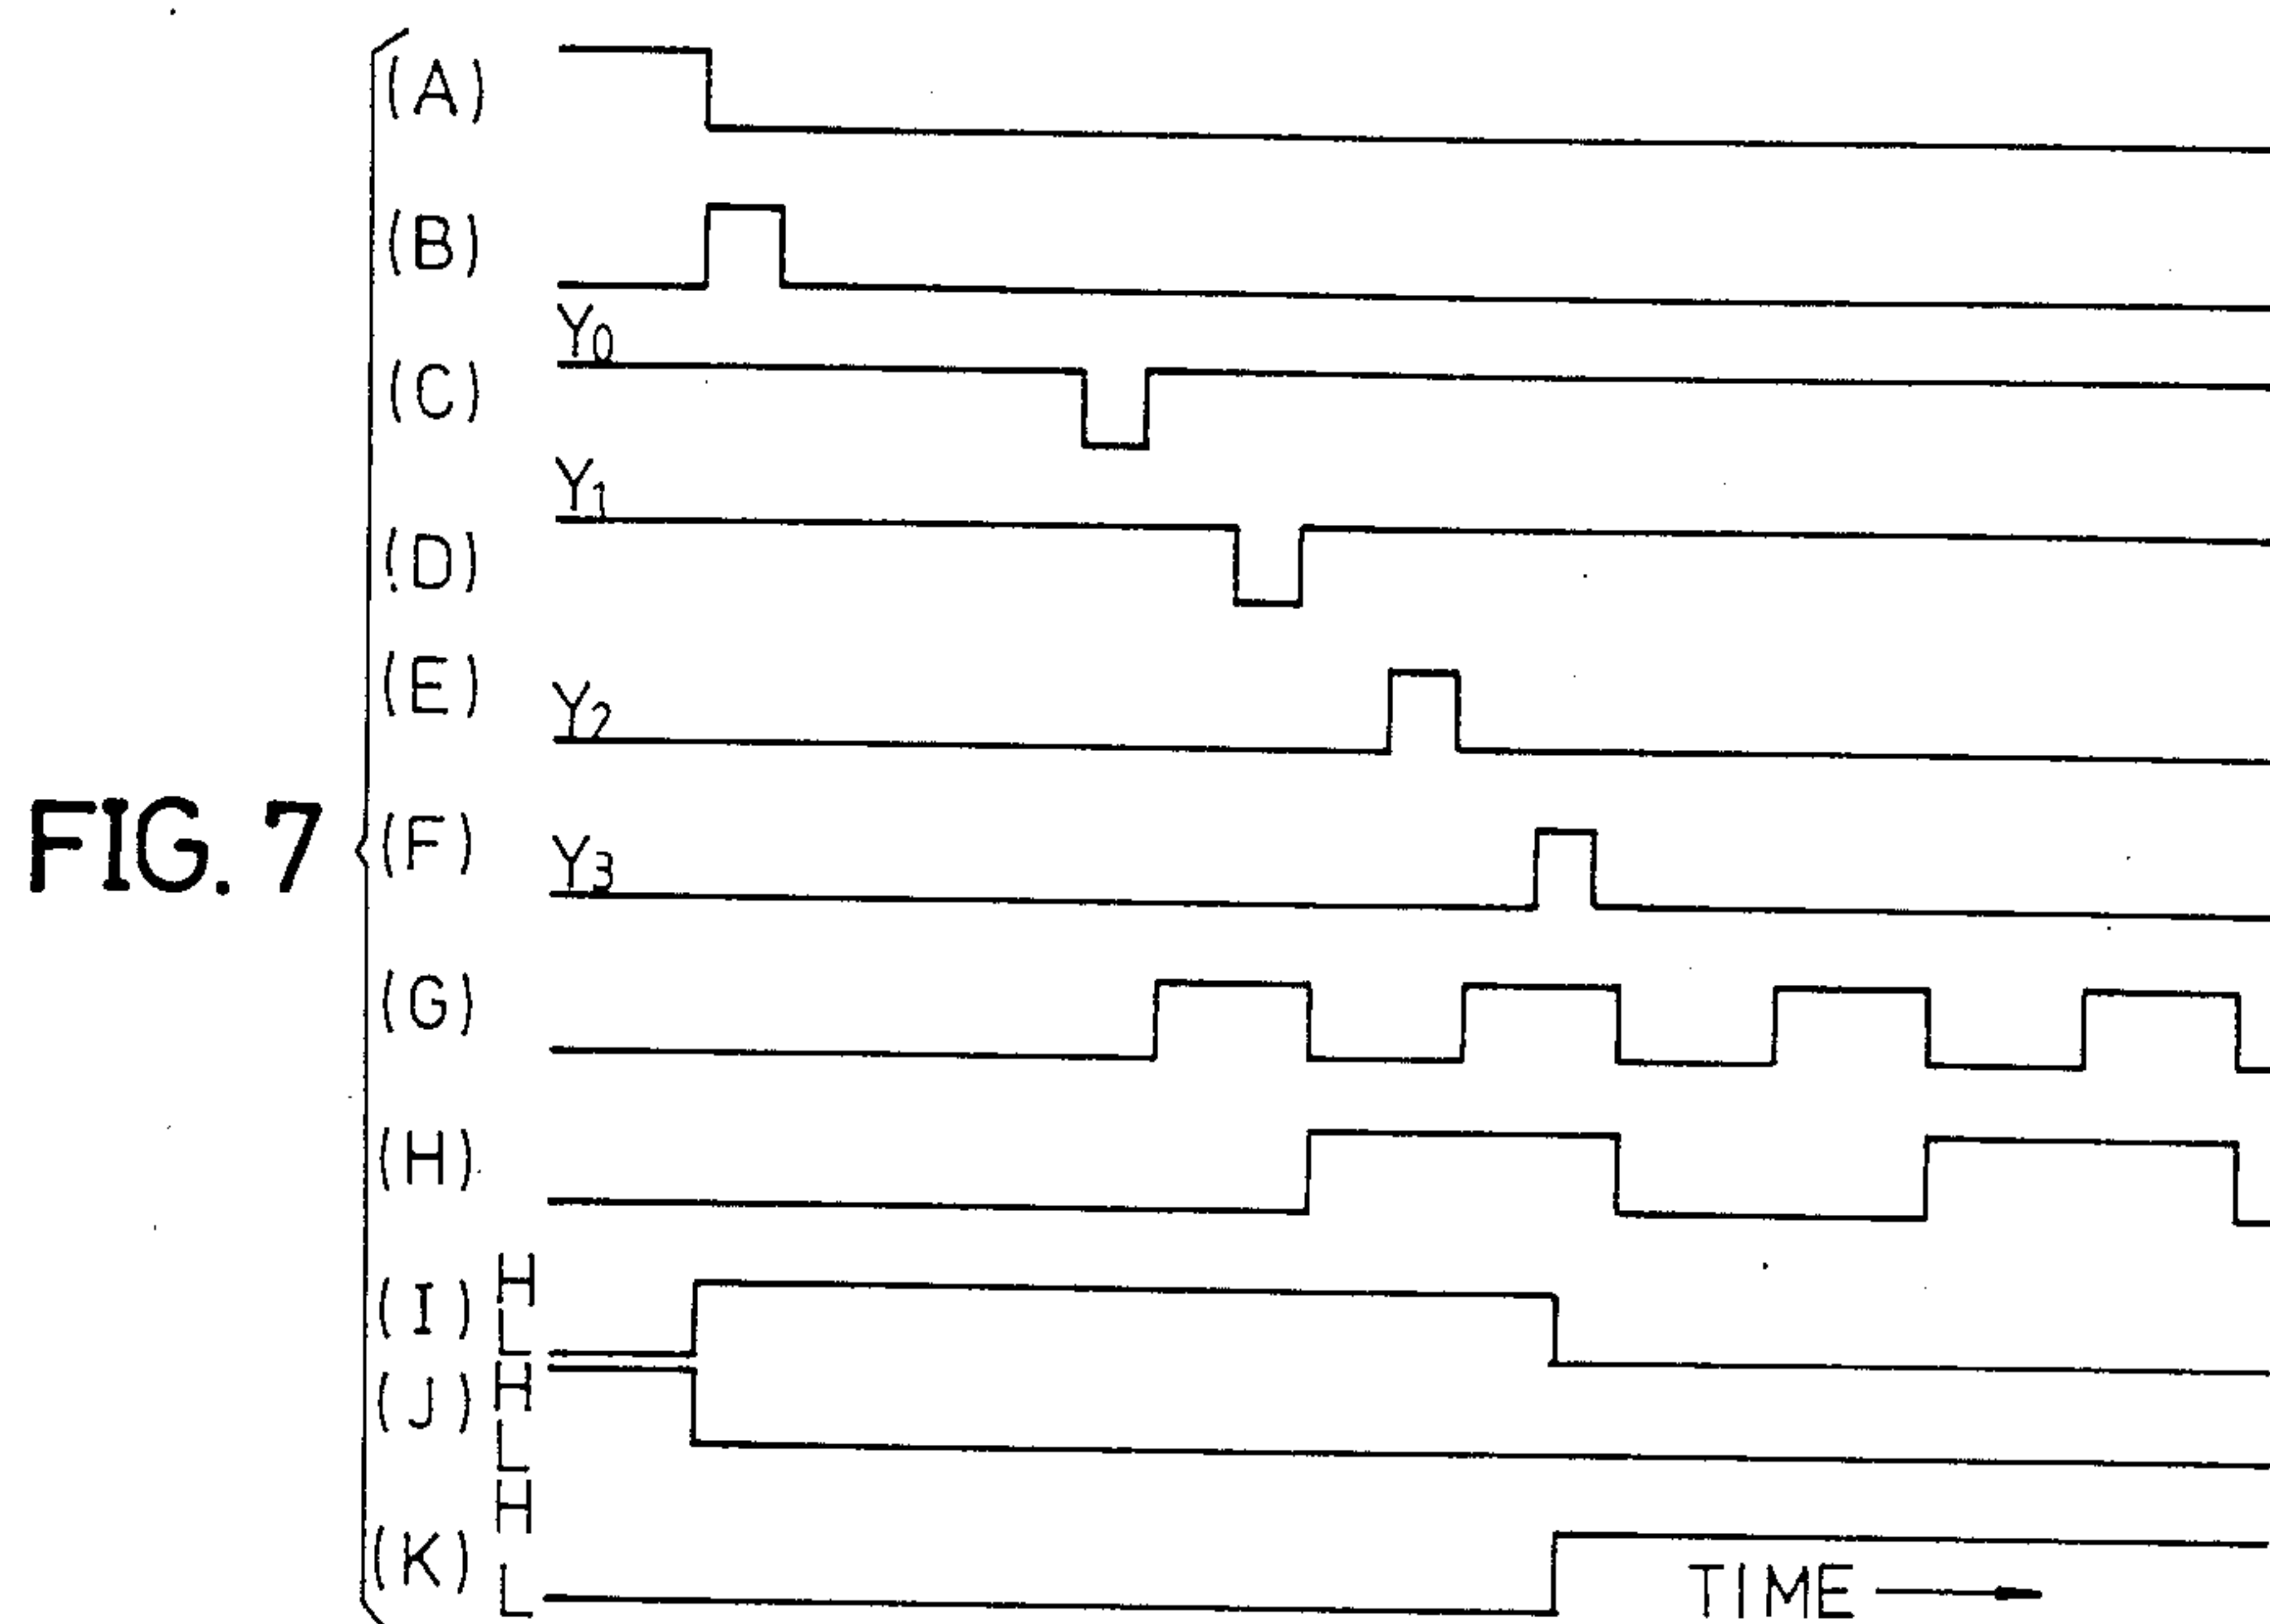 (A)
(B)
Y0
(C)
Y1
(D)
(E)
Y2
FIG. 7
(F)
Y3
(G)
(H)
(I) H
L
(J) H
L
H
(K)
L
TIME